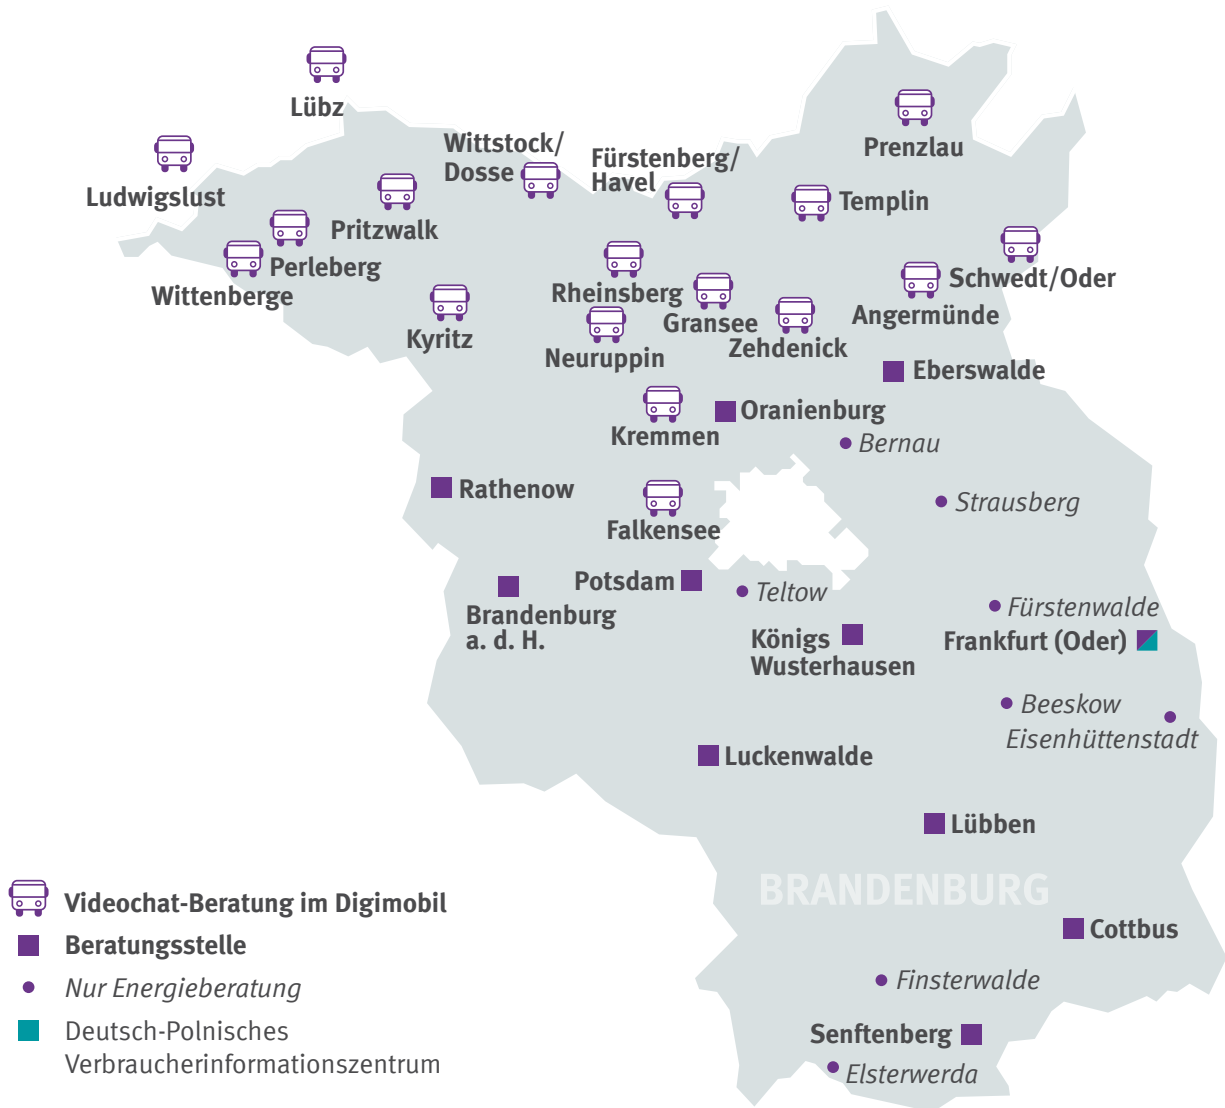 Lübz
Ludwigslust
Wittstock/
Dosse
Fürstenberg/
Havel
Prenzlau
Templin
Pritzwalk
Perleberg
Wittenberge
Kyritz
Rheinsberg
Neuruppin
Gransee
Zehdenick
Schwedt/Oder
Angermünde
Eberswalde
Oranienburg
Kremmen
Bernau
Rathenow
Falkensee
Strausberg
Potsdam
Teltow
Brandenburg
a. d. H.
Königs
Wusterhausen
Fürstenwalde
Frankfurt (Oder)
Beeskow
Eisenhüttenstadt
Luckenwalde
Lübben
BRANDENBURG
Cottbus
Finsterwalde
Senftenberg
Elsterwerda
Videochat-Beratung im Digimobil
Beratungsstelle
Nur Energieberatung
Deutsch-Polnisches
Verbraucherinformationszentrum